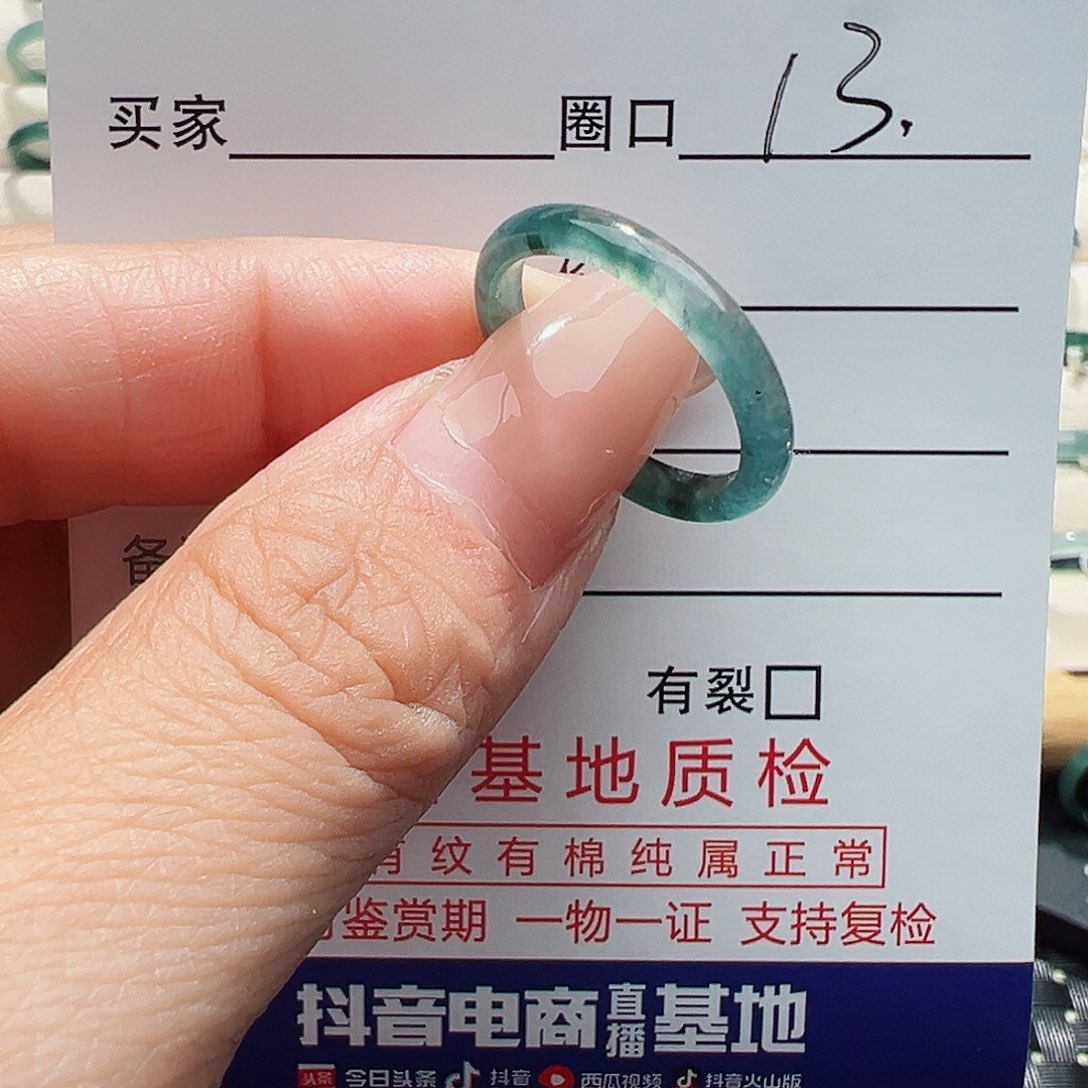 买家 圈口 13.
有裂
基地质检
有纹有棉纯属正常
鉴赏期 一物一证 支持复检
抖音电商直播基地
头条 今日头条 抖音 西瓜视频 抖音火山版